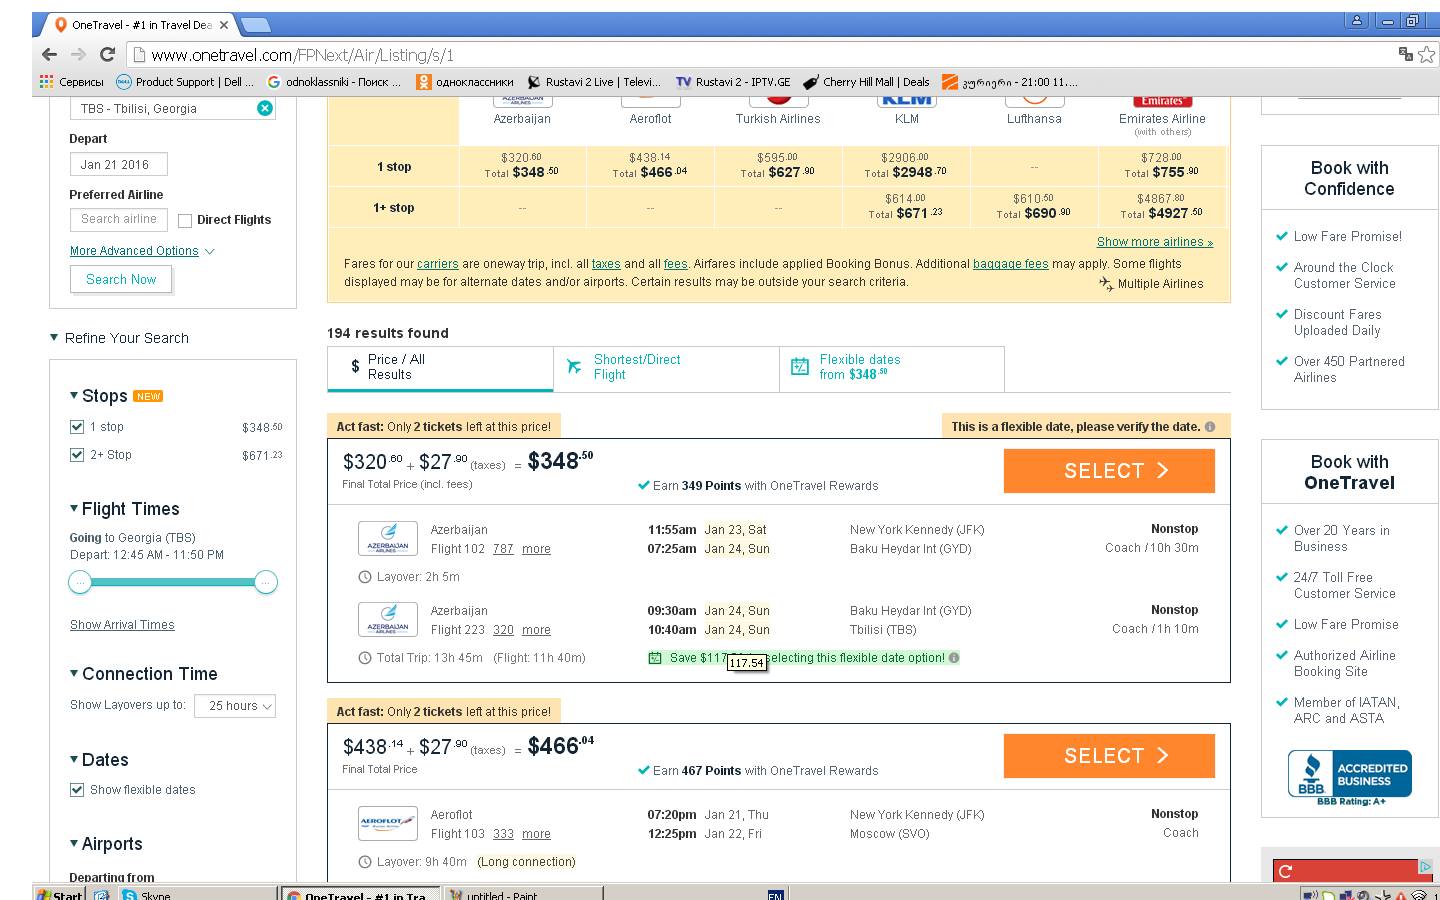 OneTravel - #1 in Travel Dea
www.onetravel.com/FPNext/Air/Listing/s/1
Сервисы
Product Support | Dell ...
odnoklassniki - Поиск ...
одноклассники
Rustavi 2 Live | Televi...
TV Rustavi 2 - IPTV.GE
Cherry Hill Mall | Deals
კურიერი - 21:00 11....
TBS - Tbilisi, Georgia
Depart
Jan 21 2016
Preferred Airline
Search airline
Direct Flights
More Advanced Options
Search Now
Refine Your Search
Stops NEW
1 stop $348.50
2+ Stop $671.23
Flight Times
Going to Georgia (TBS)
Depart: 12:45 AM - 11:50 PM
Show Arrival Times
Connection Time
Show Layovers up to: 25 hours
Dates
Show flexible dates
Airports
Departing from
AIRLINES
KLM
Emirates
Azerbaijan Aeroflot Turkish Airlines KLM Lufthansa Emirates Airline
(with others)
1 stop
$320.60 $438.14 $595.00 $2906.00 -- $728.00
Total $348.50 Total $466.04 Total $627.90 Total $2948.70 Total $755.90
1+ stop
-- -- -- $614.00 $610.50 $4867.80
Total $671.23 Total $690.90 Total $4927.50
Show more airlines »
Fares for our carriers are oneway trip, incl. all taxes and all fees. Airfares include applied Booking Bonus. Additional baggage fees may apply. Some flights
displayed may be for alternate dates and/or airports. Certain results may be outside your search criteria.
Multiple Airlines
194 results found
$ Price / All
Results
Shortest/Direct
Flight
Flexible dates
from $348.50
Act fast: Only 2 tickets left at this price!
This is a flexible date, please verify the date.
$320.60 + $27.90 (taxes) = $348.50
Final Total Price (incl. fees)
Earn 349 Points with OneTravel Rewards
SELECT >
AZERBAIJAN
AIRLINES
Azerbaijan 11:55am Jan 23, Sat New York Kennedy (JFK) Nonstop
Flight 102 787 more 07:25am Jan 24, Sun Baku Heydar Int (GYD) Coach /10h 30m
Layover: 2h 5m
AZERBAIJAN
AIRLINES
Azerbaijan 09:30am Jan 24, Sun Baku Heydar Int (GYD) Nonstop
Flight 223 320 more 10:40am Jan 24, Sun Tbilisi (TBS) Coach /1h 10m
Total Trip: 13h 45m (Flight: 11h 40m)
Save $117 selecting this flexible date option!
117.54
Act fast: Only 2 tickets left at this price!
$438.14 + $27.90 (taxes) = $466.04
Final Total Price
Earn 467 Points with OneTravel Rewards
SELECT >
AEROFLOT
Aeroflot 07:20pm Jan 21, Thu New York Kennedy (JFK) Nonstop
Flight 103 333 more 12:25pm Jan 22, Fri Moscow (SVO) Coach
Layover: 9h 40m (Long connection)
Book with
Confidence
Low Fare Promise!
Around the Clock
Customer Service
Discount Fares
Uploaded Daily
Over 450 Partnered
Airlines
Book with
OneTravel
Over 20 Years in
Business
24/7 Toll Free
Customer Service
Low Fare Promise
Authorized Airline
Booking Site
Member of IATAN,
ARC and ASTA
BBB
ACCREDITED
BUSINESS
BBB Rating: A+
Start
Skype
OneTravel - #1 in Tra...
untitled - Paint
EN